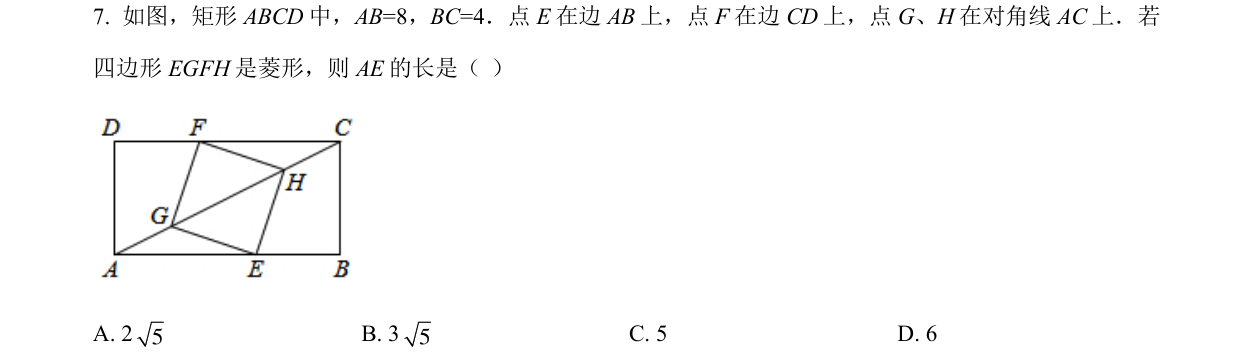 7. 如图，矩形 ABCD 中，AB=8，BC=4．点 E 在边 AB 上，点 F 在边 CD 上，点 G、H 在对角线 AC 上．若
四边形 EGFH 是菱形，则 AE 的长是（ ）
D F C
H
G
A E B
A. 2√5 B. 3√5 C. 5 D. 6